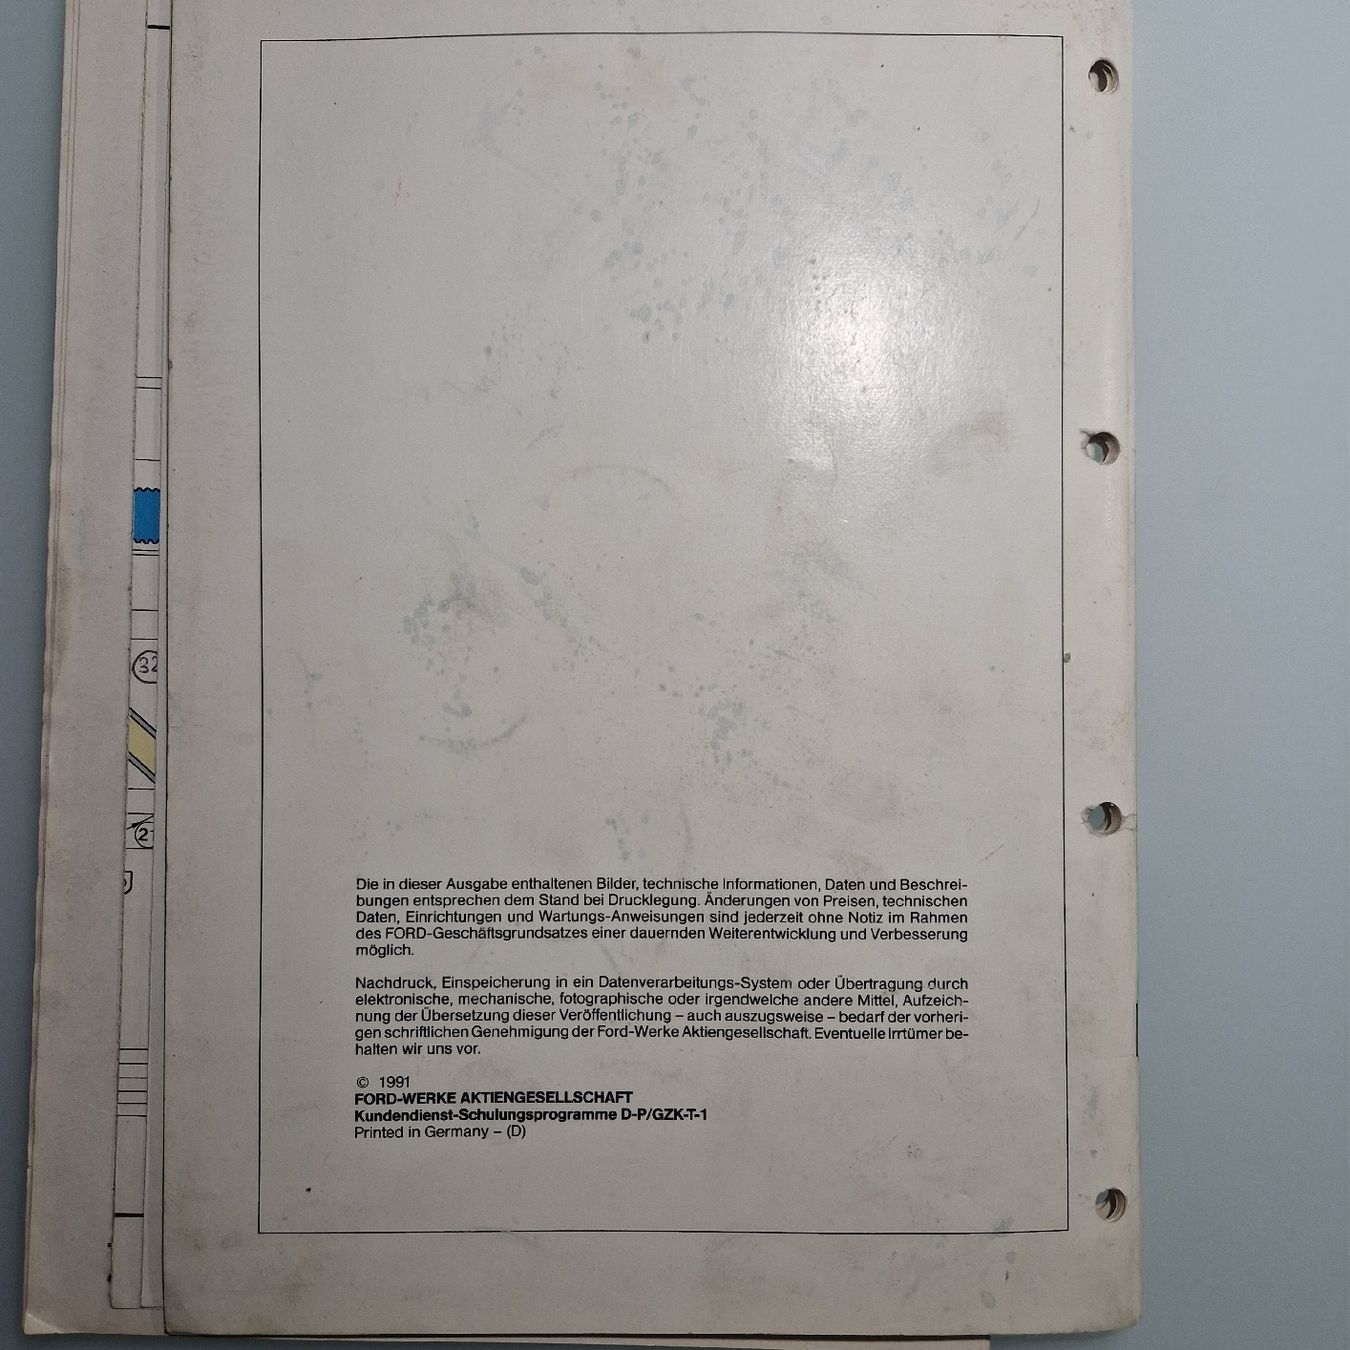 32
2
Die in dieser Ausgabe enthaltenen Bilder, technische Informationen, Daten und Beschrei-
bungen entsprechen dem Stand bei Drucklegung. Änderungen von Preisen, technischen
Daten, Einrichtungen und Wartungs-Anweisungen sind jederzeit ohne Notiz im Rahmen
des FORD-Geschäftsgrundsatzes einer dauernden Weiterentwicklung und Verbesserung
möglich.
Nachdruck, Einspeicherung in ein Datenverarbeitungs-System oder Übertragung durch
elektronische, mechanische, fotographische oder irgendwelche andere Mittel, Aufzeich-
nung der Übersetzung dieser Veröffentlichung – auch auszugsweise – bedarf der vorheri-
gen schriftlichen Genehmigung der Ford-Werke Aktiengesellschaft. Eventuelle Irrtümer be-
halten wir uns vor.
© 1991
FORD-WERKE AKTIENGESELLSCHAFT
Kundendienst-Schulungsprogramme D-P/GZK-T-1
Printed in Germany – (D)